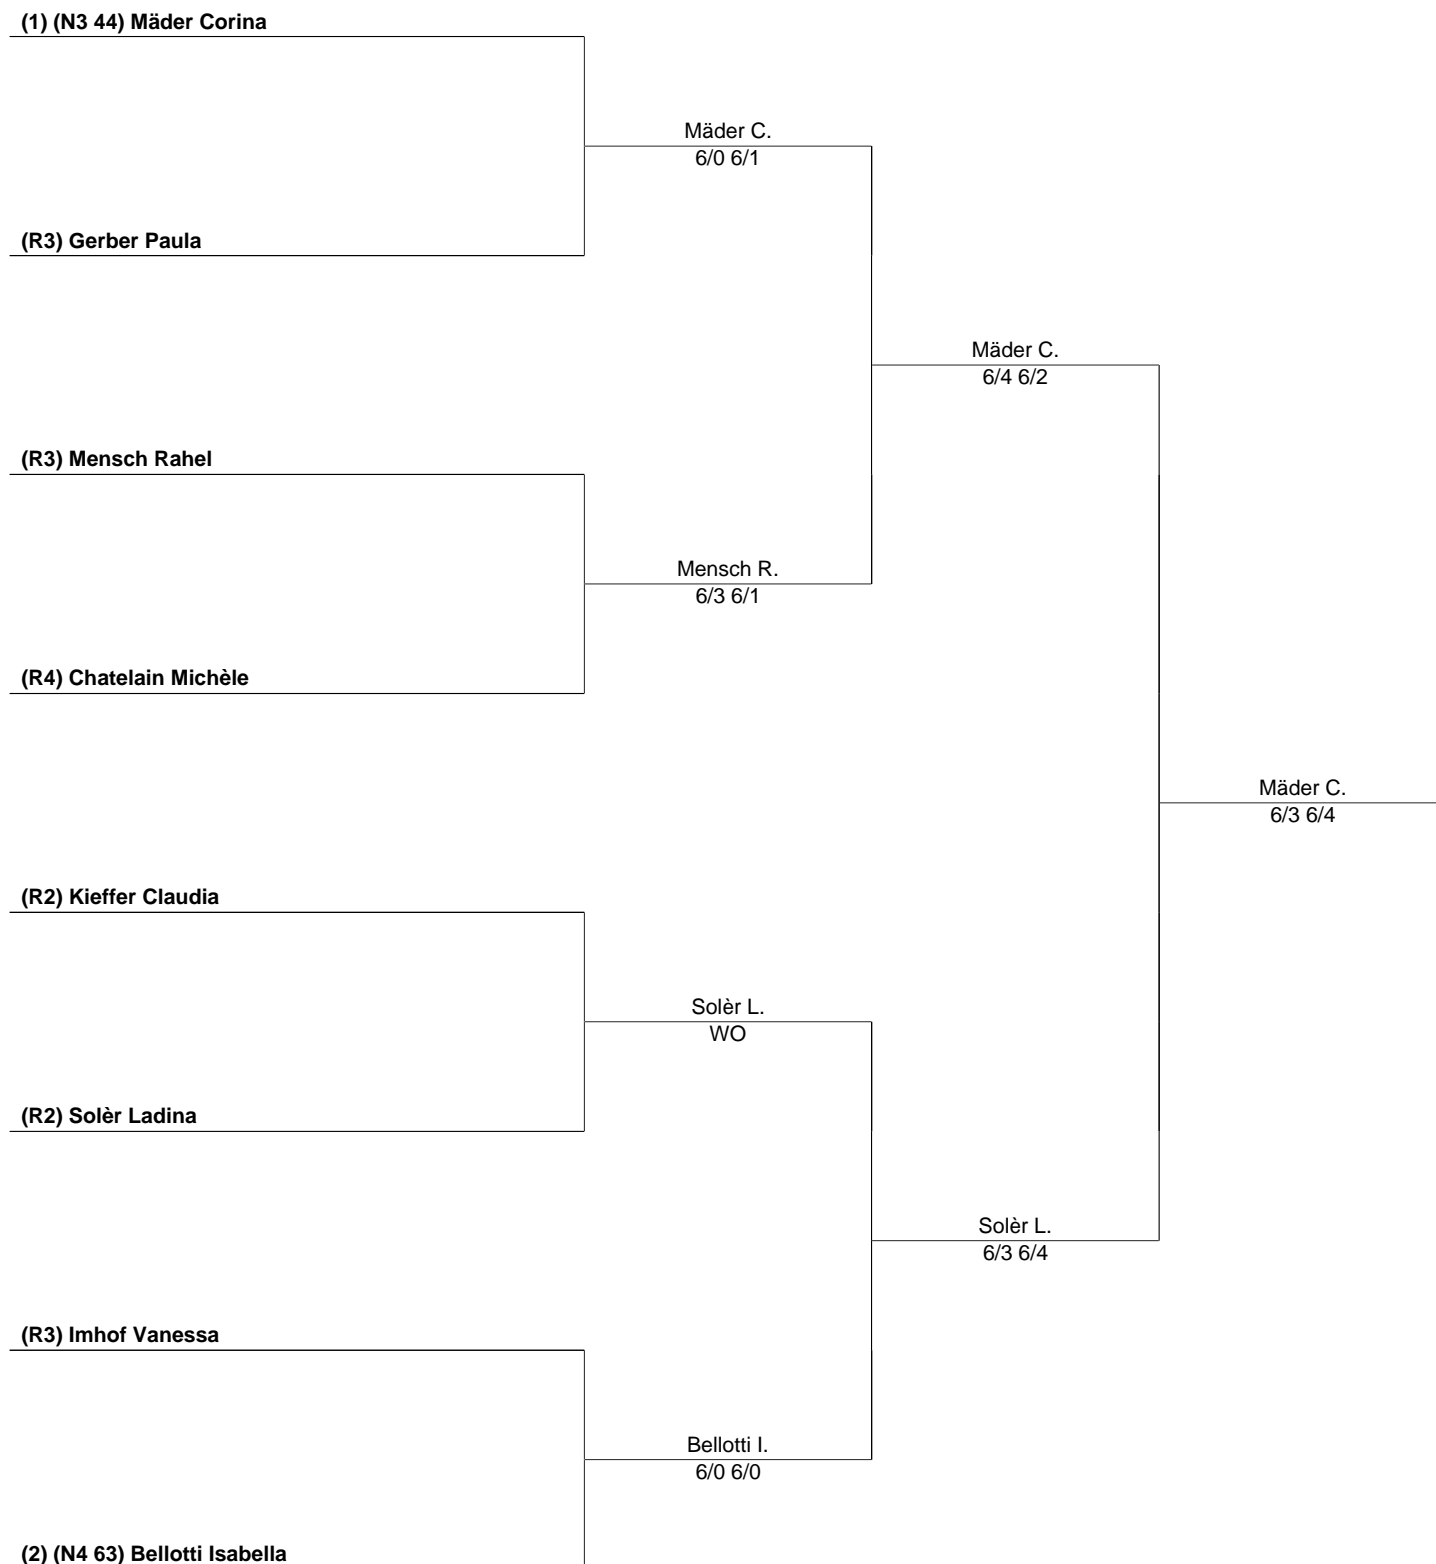 (1) (N3 44) Mäder Corina
Mäder C.
6/0 6/1
(R3) Gerber Paula
Mäder C.
6/4 6/2
(R3) Mensch Rahel
Mensch R.
6/3 6/1
(R4) Chatelain Michèle
Mäder C.
6/3 6/4
(R2) Kieffer Claudia
Solèr L.
WO
(R2) Solèr Ladina
Solèr L.
6/3 6/4
(R3) Imhof Vanessa
Bellotti I.
6/0 6/0
(2) (N4 63) Bellotti Isabella